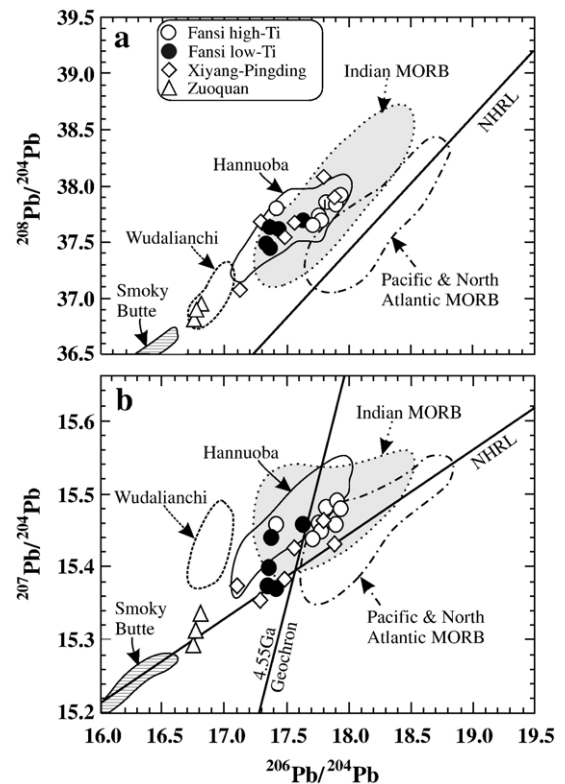 39.5
39.0
38.5
38.0
37.5
37.0
36.5
208Pb/204Pb
a
Fansi high-Ti
Fansi low-Ti
Xiyang-Pingding
Zuoquan
Indian MORB
NHRL
Hannuoba
Wudalianchi
Smoky
Butte
Pacific & North
Atlantic MORB
15.6
15.5
15.4
15.3
15.2
207Pb/204Pb
b
Indian MORB
Hannuoba
NHRL
Wudalianchi
Smoky
Butte
4.55Ga
Geochron
Pacific & North
Atlantic MORB
16.0 16.5 17.0 17.5 18.0 18.5 19.0 19.5
206Pb/204Pb